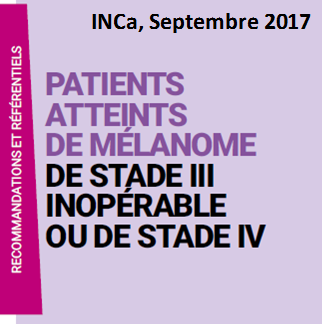 INCa, Septembre 2017
RECOMMANDATIONS ET RÉFÉRENTIELS
PATIENTS
ATTEINTS
DE MÉLANOME
DE STADE III
INOPÉRABLE
OU DE STADE IV